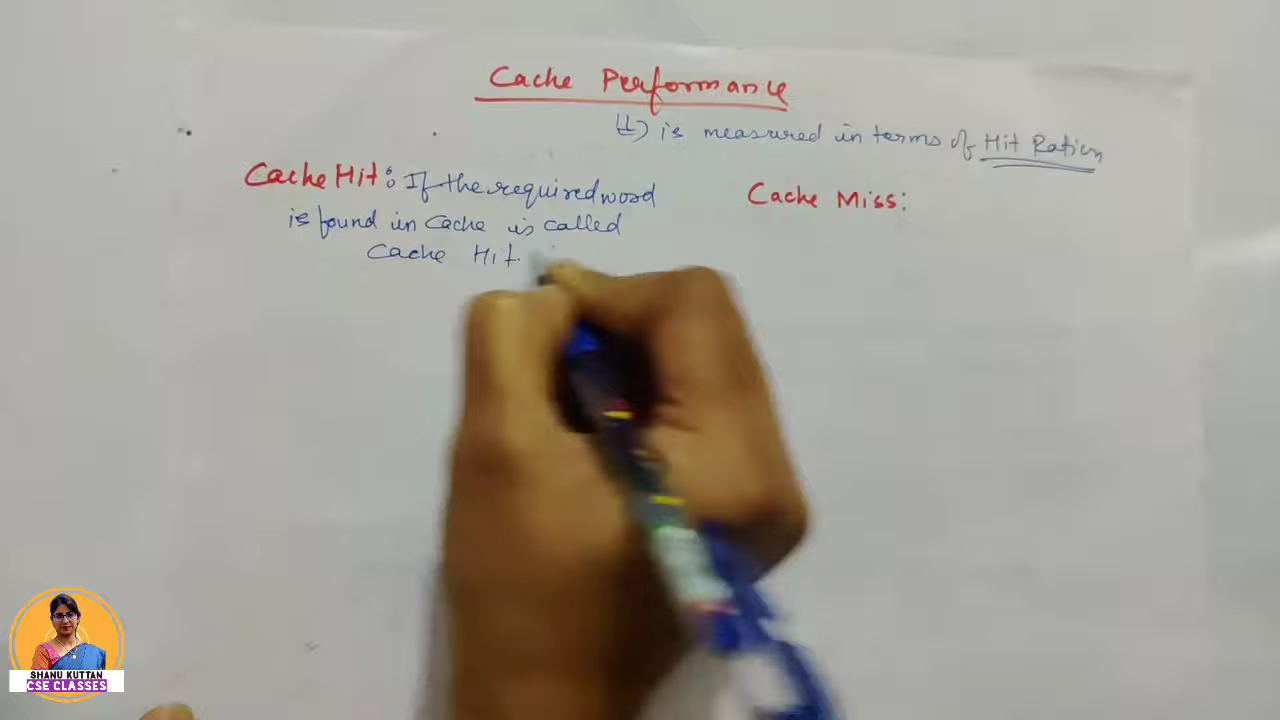 Cache Performance
is measured in terms of Hit Ration
Cache Hit: If the required word
is found in Cache is called
Cache Hit.
Cache Miss:
SHANU KUTTAN
CSE CLASSES